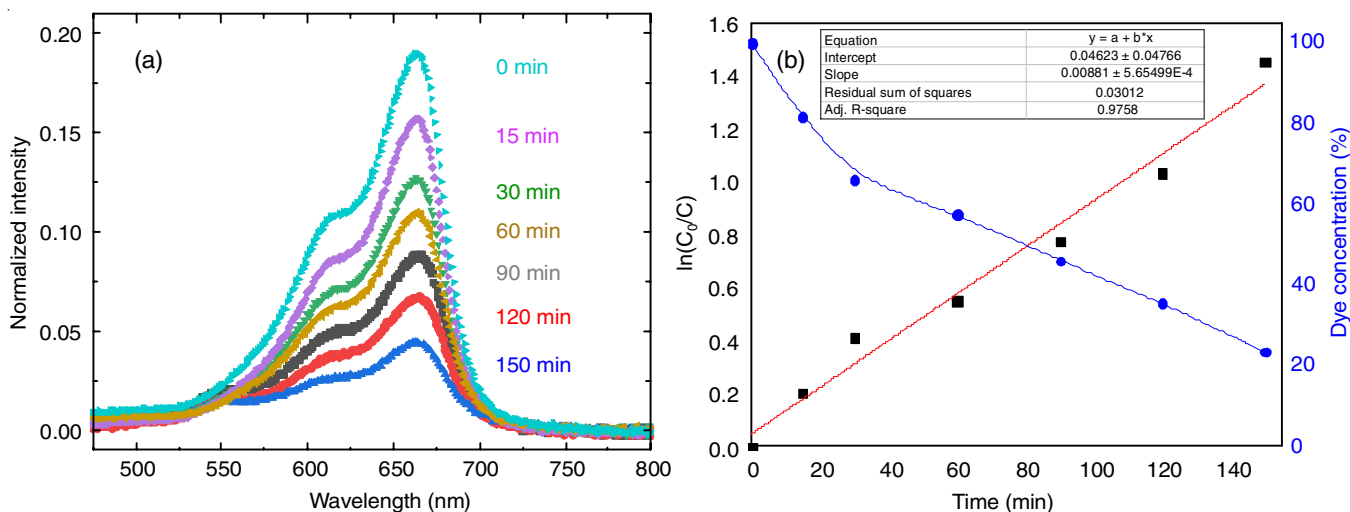 (a)
0.20
0.15
0.10
0.05
0.00
Normalized intensity
0 min
15 min
30 min
60 min
90 min
120 min
150 min
500 550 600 650 700 750 800
Wavelength (nm)
(b)
Equation y = a + b*x
Intercept 0.04623 ± 0.04766
Slope 0.00881 ± 5.65499E-4
Residual sum of squares 0.03012
Adj. R-square 0.9758
1.6
1.4
1.2
1.0
0.8
0.6
0.4
0.2
0.0
ln(C₀/C)
100
80
60
40
20
0
Dye concentration (%)
0 20 40 60 80 100 120 140
Time (min)